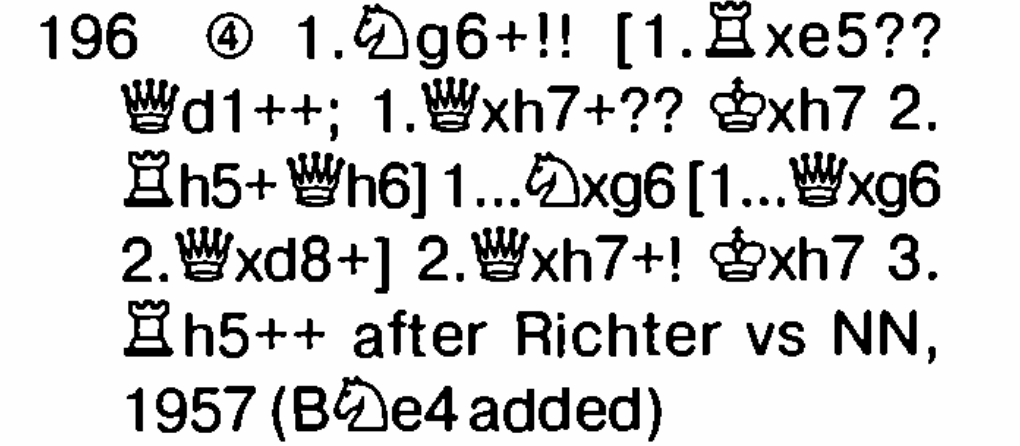 196 ④ 1.♘g6+!! [1.♖xe5??
♕d1++; 1.♕xh7+?? ♔xh7 2.
♖h5+ ♕h6] 1...♘xg6 [1...♕xg6
2.♕xd8+] 2.♕xh7+! ♔xh7 3.
♖h5++ after Richter vs NN,
1957 (B♘e4 added)